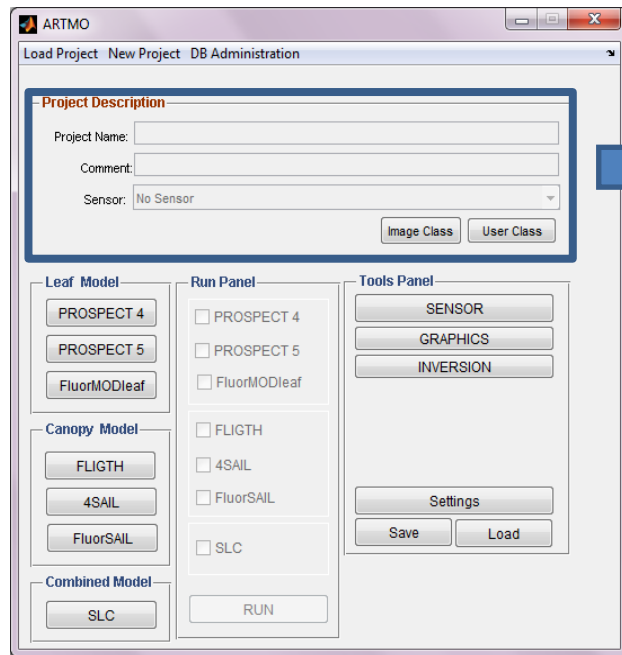 ARTMO
Load Project New Project DB Administration
Project Description
Project Name:
Comment:
Sensor: No Sensor
Image Class User Class
Leaf Model
PROSPECT 4
PROSPECT 5
FluorMODleaf
Canopy Model
FLIGTH
4SAIL
FluorSAIL
Combined Model
SLC
Run Panel
PROSPECT 4
PROSPECT 5
FluorMODleaf
FLIGTH
4SAIL
FluorSAIL
SLC
RUN
Tools Panel
SENSOR
GRAPHICS
INVERSION
Settings
Save Load